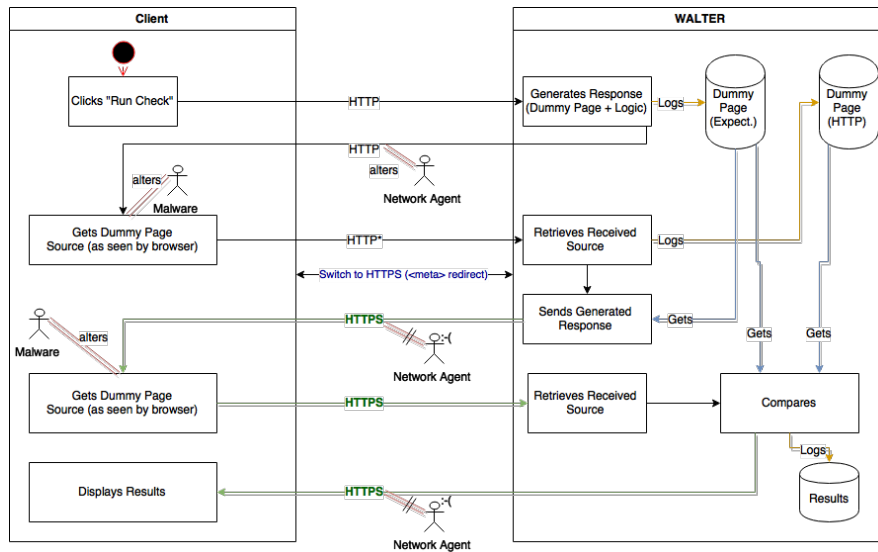 Client
WALTER
Clicks "Run Check"
HTTP
Generates Response
(Dummy Page + Logic)
Logs
Dummy
Page
(Expect.)
Dummy
Page
(HTTP)
HTTP
alters
Network Agent
alters
Malware
Gets Dummy Page
Source (as seen by browser)
HTTP*
Retrieves Received
Source
Logs
Switch to HTTPS (<meta> redirect)
Sends Generated
Response
Gets
Gets
Gets
HTTPS
:-(
Network Agent
alters
Malware
Gets Dummy Page
Source (as seen by browser)
HTTPS
Retrieves Received
Source
Compares
Logs
Results
Displays Results
HTTPS
:-(
Network Agent